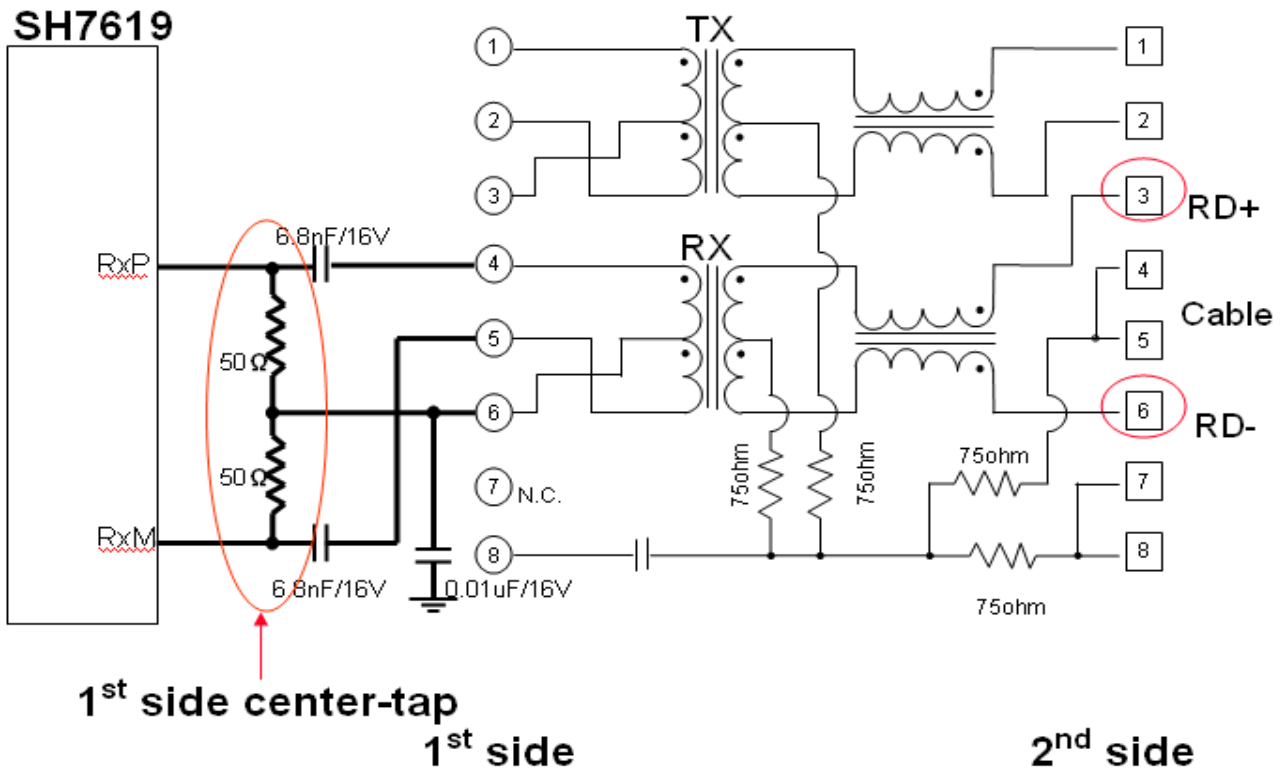 SH7619
TX
1
1
2
2
3
3
RD+
6.8nF/16V
RX
RxP
4
4
Cable
50Ω
5
5
6
6
RD-
50Ω
75ohm
75ohm
75ohm
7 N.C.
7
RxM
8
8
6.8nF/16V
0.01uF/16V
75ohm
1st side center-tap
1st side
2nd side